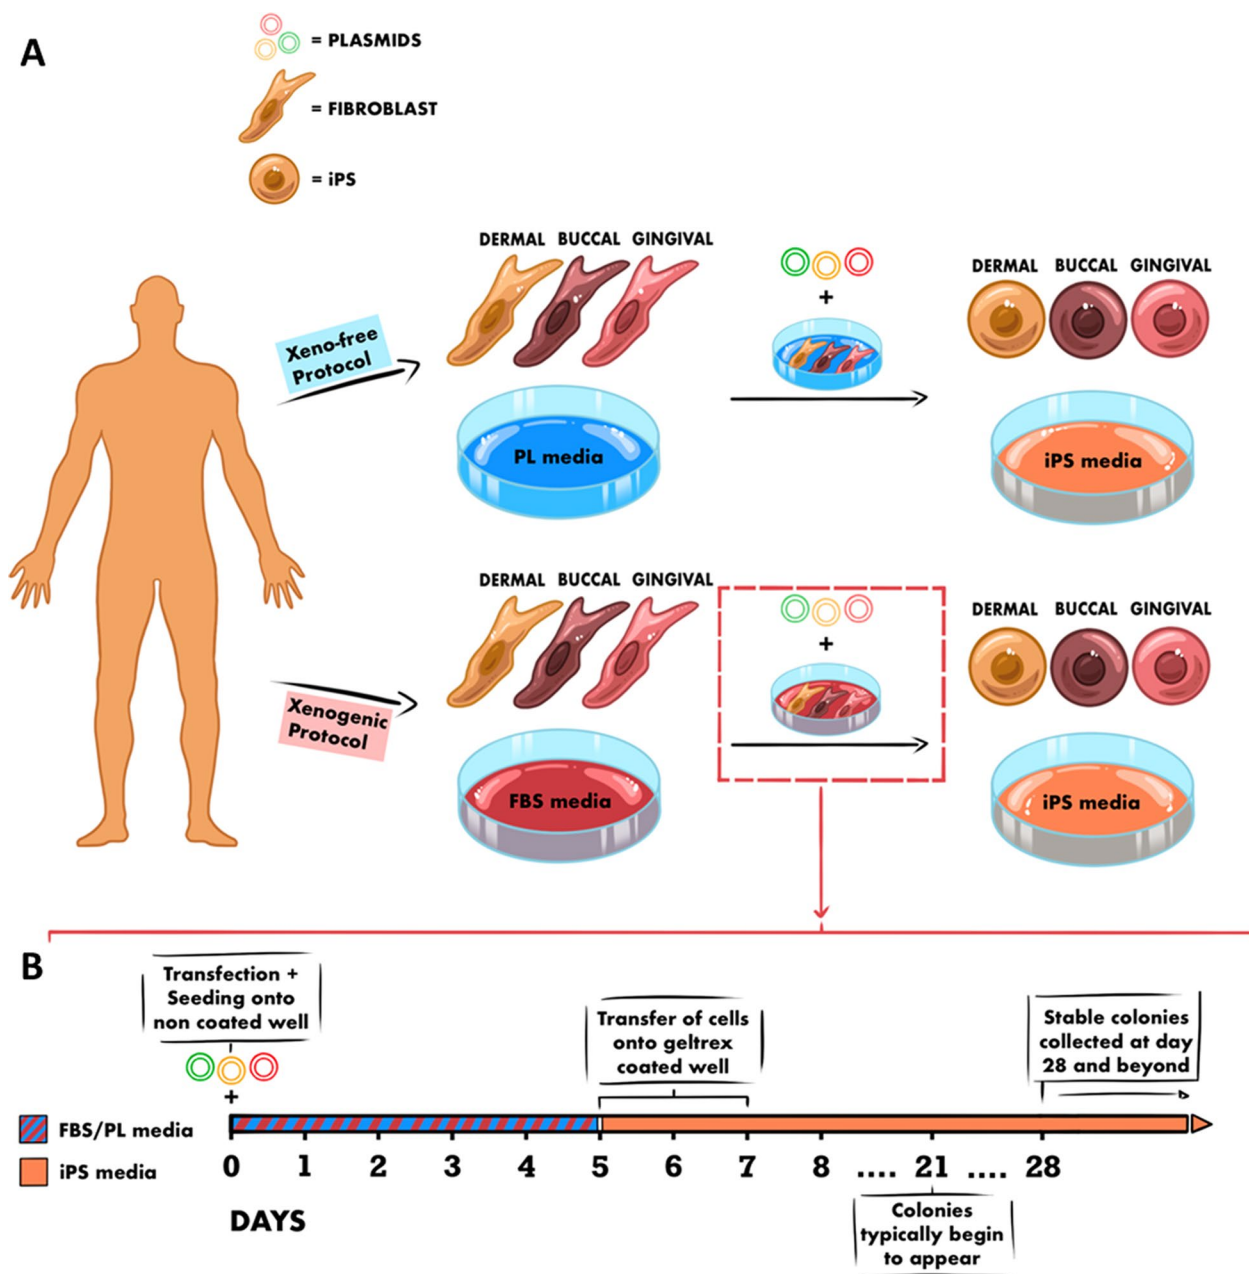 A
= PLASMIDS
= FIBROBLAST
= iPS
Xeno-free
Protocol
DERMAL BUCCAL GINGIVAL
+
PL media
DERMAL BUCCAL GINGIVAL
iPS media
Xenogenic
Protocol
DERMAL BUCCAL GINGIVAL
+
FBS media
DERMAL BUCCAL GINGIVAL
iPS media
B
Transfection +
Seeding onto
non coated well
+
Transfer of cells
onto geltrex
coated well
Stable colonies
collected at day
28 and beyond
FBS/PL media
iPS media
0 1 2 3 4 5 6 7 8 .... 21 .... 28
DAYS
Colonies
typically begin
to appear